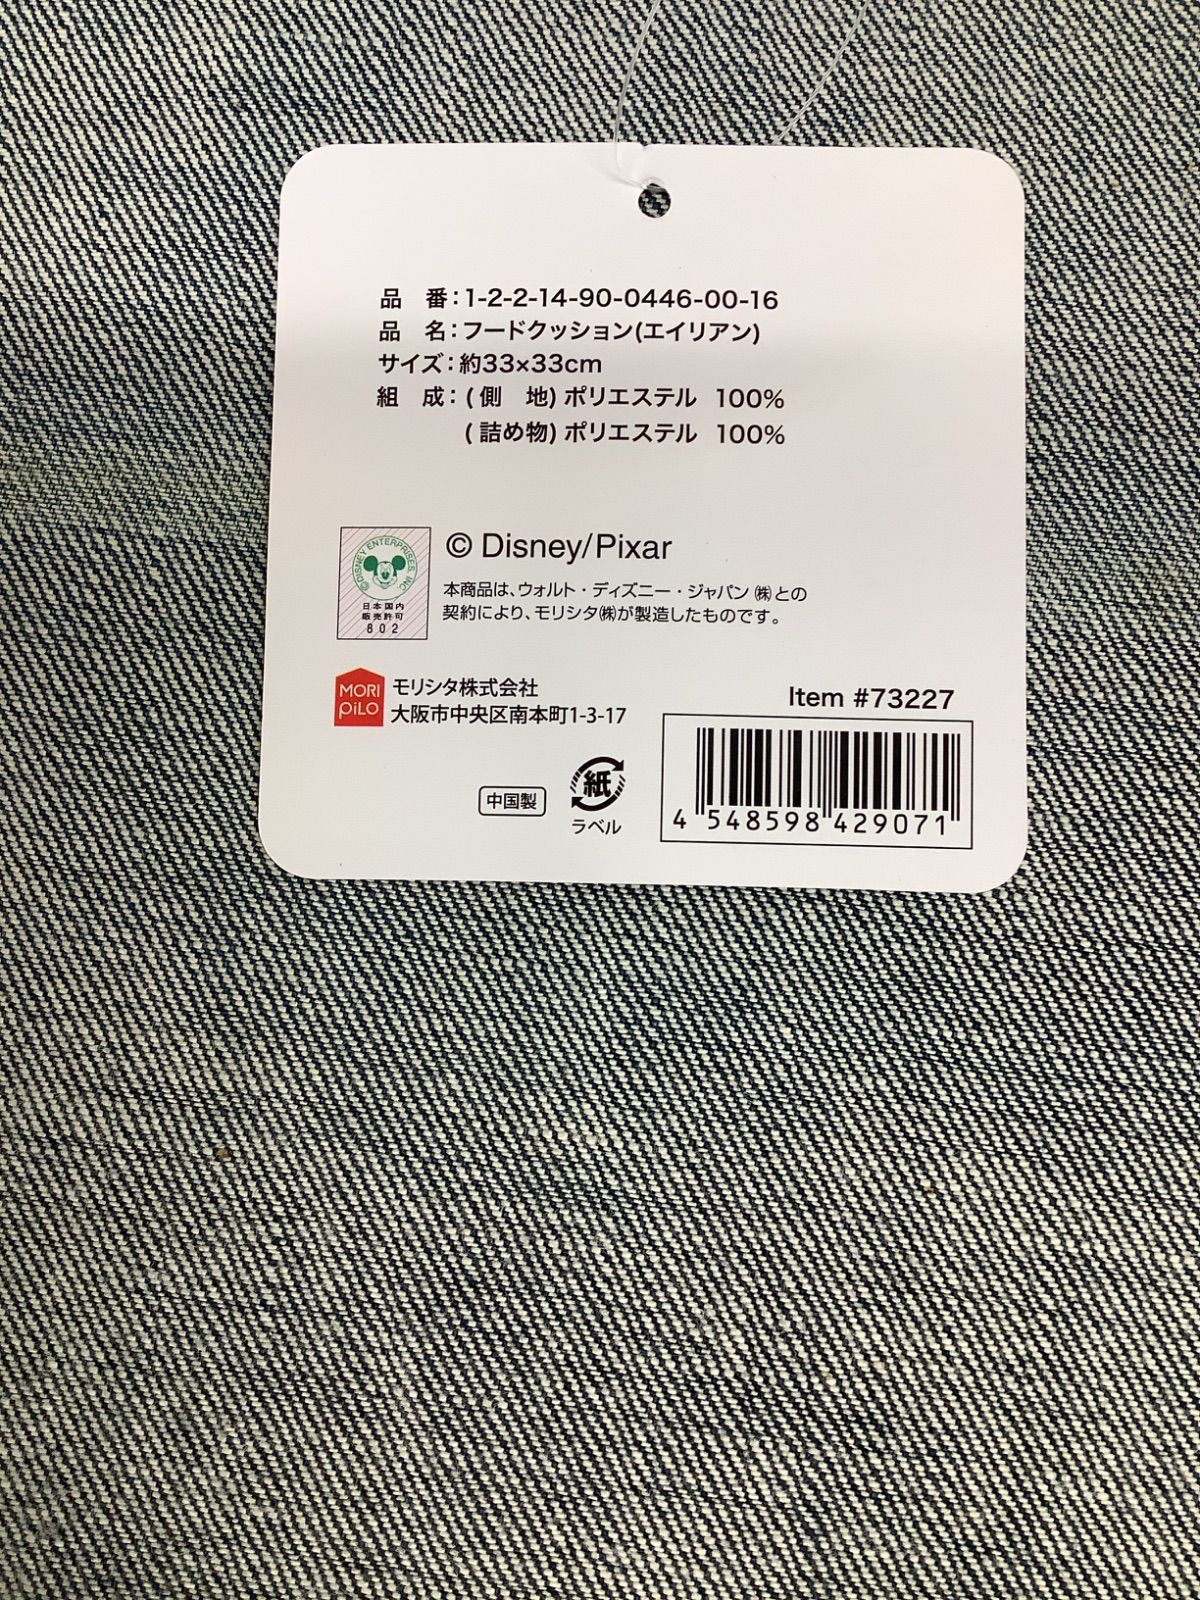 品　番：1-2-2-14-90-0446-00-16
品　名：フードクッション(エイリアン)
サイズ：約33×33cm
組　成：(側　地) ポリエステル 100%
(詰め物) ポリエステル 100%
©DISNEY ENTERPRISES, INC.
日本国内
販売許可
802
© Disney/Pixar
本商品は、ウォルト・ディズニー・ジャパン㈱との
契約により、モリシタ㈱が製造したものです。
MORI
piLO
モリシタ株式会社
大阪市中央区南本町1-3-17
Item #73227
中国製
紙
ラベル
4 548598 429071